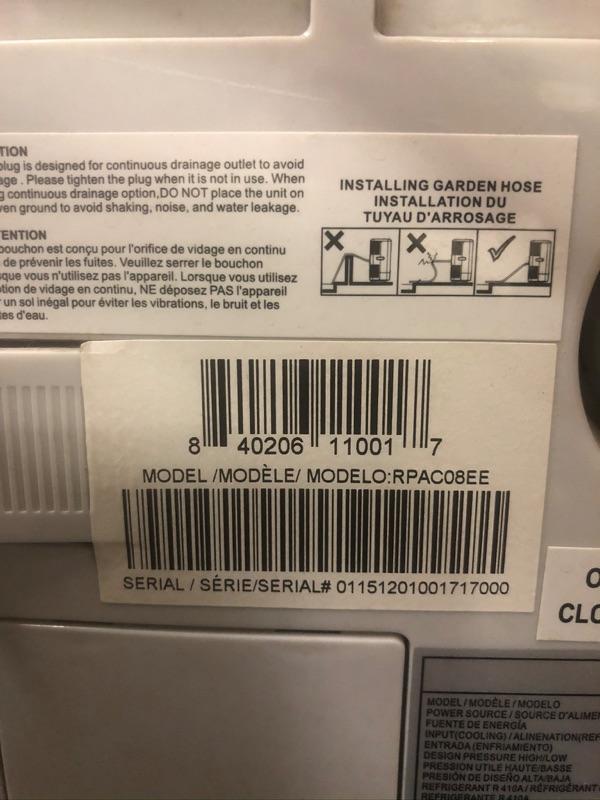 TION
plug is designed for continuous drainage outlet to avoid
age . Please tighten the plug when it is not in use. When
g continuous drainage option,DO NOT place the unit on
ven ground to avoid shaking, noise, and water leakage.
ENTION
bouchon est conçu pour l'orifice de vidage en continu
de prévenir les fuites. Veuillez serrer le bouchon
sque vous n'utilisez pas l'appareil. Lorsque vous utilisez
tion de vidage en continu, NE déposez PAS l'appareil
r un sol inégal pour éviter les vibrations, le bruit et les
tes d'eau.
INSTALLING GARDEN HOSE
INSTALLATION DU
TUYAU D'ARROSAGE
8 40206 11001 7
MODEL /MODÈLE/ MODELO:RPAC08EE
SERIAL / SÉRIE/SERIAL# 01151201001717000
O
CLO
MODEL / MODÈLE / MODELO
POWER SOURCE / SOURCE D'ALIMEN
FUENTE DE ENERGÍA
INPUT(COOLING) / ALINENATION(REF
ENTRADA (ENFRIAMIENTO)
DESIGN PRESSURE HIGH/LOW
PRESSION UTILE HAUTE/BASSE
PRESIÓN DE DISEÑO ALTA/BAJA
REFRIGERANT R 410A / RÉFRIGÉRANT
REFRIGERANTE R 410A